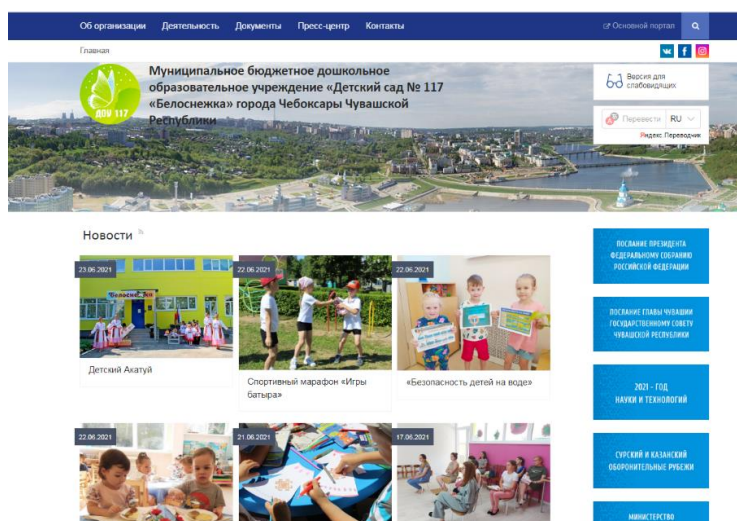 Об организации Деятельность Документы Пресс-центр Контакты
Основной портал
Главная
ДОУ 117
Муниципальное бюджетное дошкольное
образовательное учреждение «Детский сад № 117
«Белоснежка» города Чебоксары Чувашской
Республики
Версия для
слабовидящих
Перевести RU
Яндекс Переводчик
Новости
23.06.2021
Детский Акатуй
22.06.2021
Спортивный марафон «Игры
батыра»
22.06.2021
«Безопасность детей на воде»
22.06.2021
21.06.2021
17.06.2021
ПОСЛАНИЕ ПРЕЗИДЕНТА
ФЕДЕРАЛЬНОМУ СОБРАНИЮ
РОССИЙСКОЙ ФЕДЕРАЦИИ
ПОСЛАНИЕ ГЛАВЫ ЧУВАШИИ
ГОСУДАРСТВЕННОМУ СОВЕТУ
ЧУВАШСКОЙ РЕСПУБЛИКИ
2021 - ГОД
НАУКИ И ТЕХНОЛОГИЙ
СУРСКИЙ И КАЗАНСКИЙ
ОБОРОНИТЕЛЬНЫЕ РУБЕЖИ
МИНИСТЕРСТВО